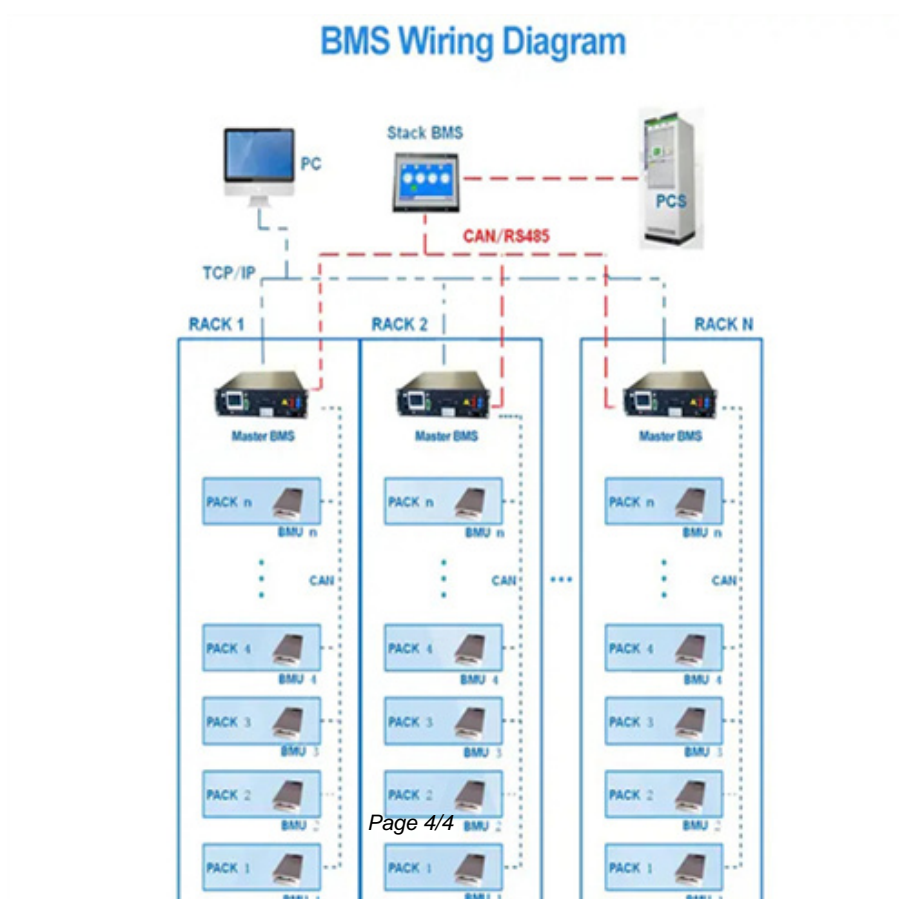 BMS Wiring Diagram
Stack BMS
PC
PCS
CAN/RS485
TCP/IP
RACK 1 RACK 2 RACK N
Master BMS Master BMS Master BMS
PACK n PACK n PACK n
BMU n BMU n BMU n
CAN CAN CAN
PACK 4 PACK 4 PACK 4
BMU 4 BMU 4 BMU 4
PACK 3 PACK 3 PACK 3
BMU 3 BMU 3 BMU 3
PACK 2 PACK 2 PACK 2
BMU 2 Page 4/4 BMU 2 BMU 2
PACK 1 PACK 1 PACK 1